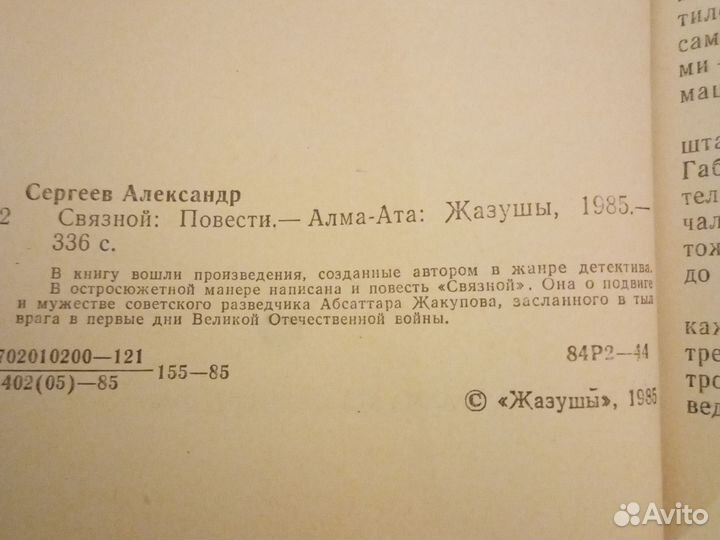 Сергеев Александр
2 Связной: Повести.— Алма-Ата: Жазушы, 1985.—
336 с.
В книгу вошли произведения, созданные автором в жанре детектива.
В остросюжетной манере написана и повесть «Связной». Она о подвиге
и мужестве советского разведчика Абсаттара Жакупова, засланного в тыл
врага в первые дни Великой Отечественной войны.
702010200—121
402(05)—85
155—85
84Р2—44
© «Жазушы», 1985
тил
сам
ми
маш
шта
Габ
тел
чал
тож
до
каж
тре
тро
вед
Avito